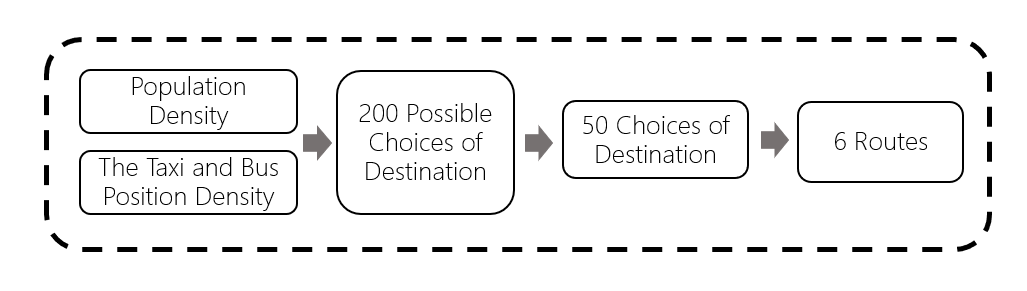 Population
Density
The Taxi and Bus
Position Density
200 Possible
Choices of
Destination
50 Choices of
Destination
6 Routes